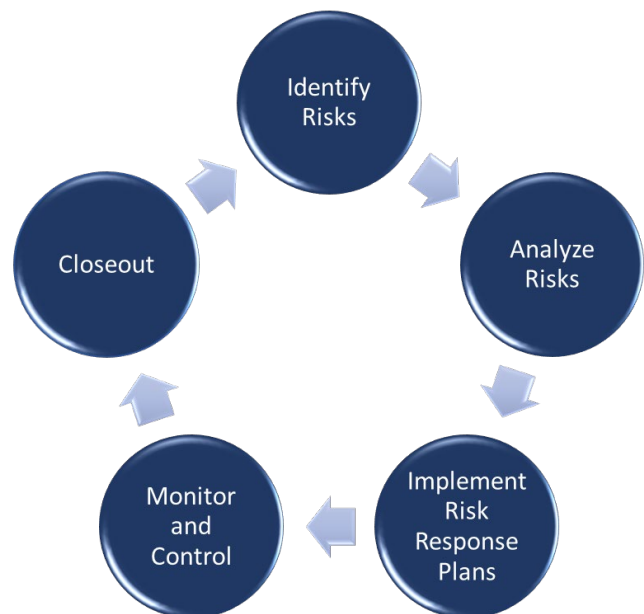 Identify
Risks
Analyze
Risks
Implement
Risk
Response
Plans
Monitor
and
Control
Closeout